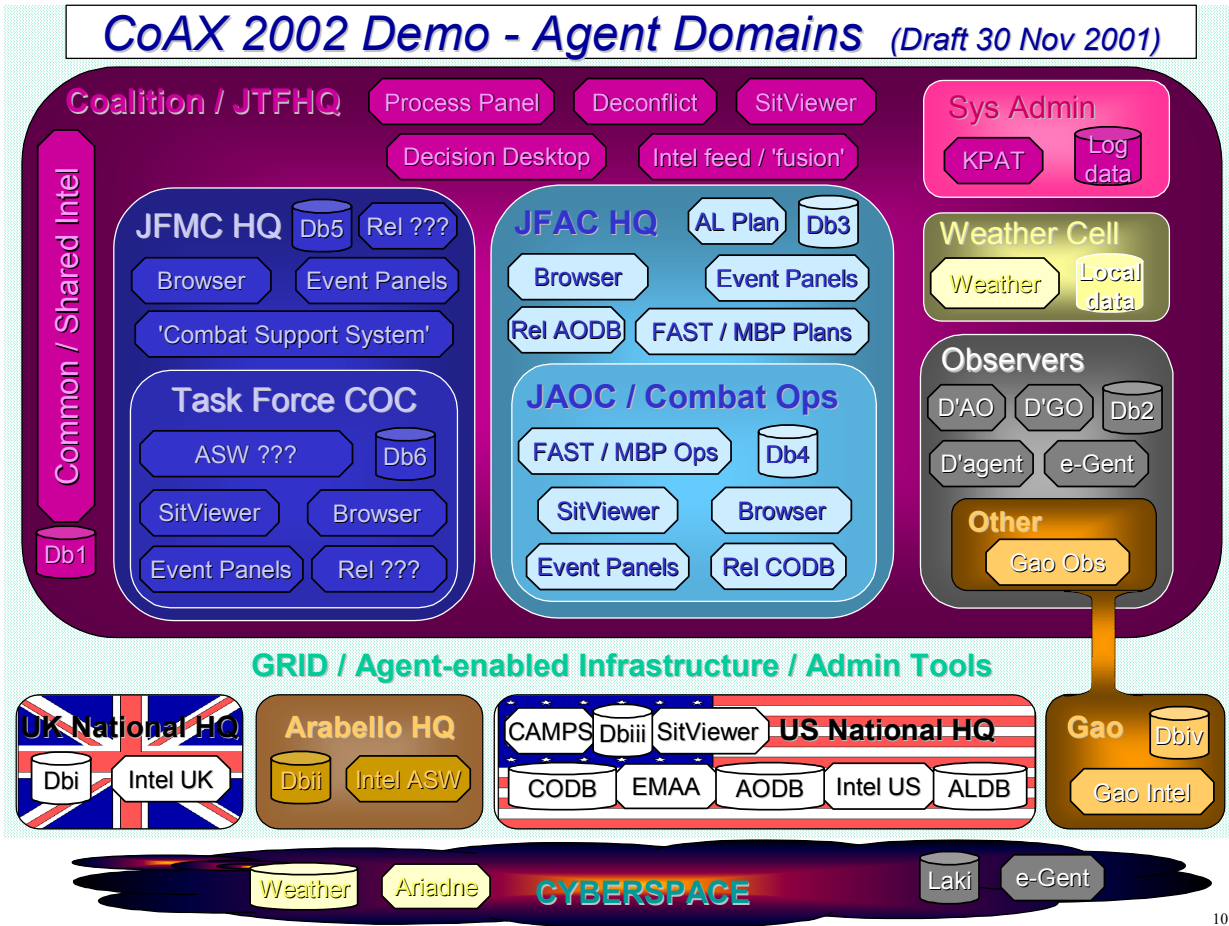 CoAX 2002 Demo - Agent Domains (Draft 30 Nov 2001)
Coalition / JTFHQ
Process Panel
Deconflict
SitViewer
Decision Desktop
Intel feed / 'fusion'
Common / Shared Intel
Db1
JFMC HQ
Db5
Rel ???
Browser
Event Panels
'Combat Support System'
Task Force COC
ASW ???
Db6
SitViewer
Browser
Event Panels
Rel ???
JFAC HQ
AL Plan
Db3
Browser
Event Panels
Rel AODB
FAST / MBP Plans
JAOC / Combat Ops
FAST / MBP Ops
Db4
SitViewer
Browser
Event Panels
Rel CODB
Sys Admin
KPAT
Log
data
Weather Cell
Weather
Local
data
Observers
D'AO
D'GO
Db2
D'agent
e-Gent
Other
Gao Obs
GRID / Agent-enabled Infrastructure / Admin Tools
UK National HQ
Dbi
Intel UK
Arabello HQ
Dbii
Intel ASW
CAMPS
Dbiii
SitViewer
US National HQ
CODB
EMAA
AODB
Intel US
ALDB
Gao
Dbiv
Gao Intel
Weather
Ariadne
CYBERSPACE
Laki
e-Gent
10